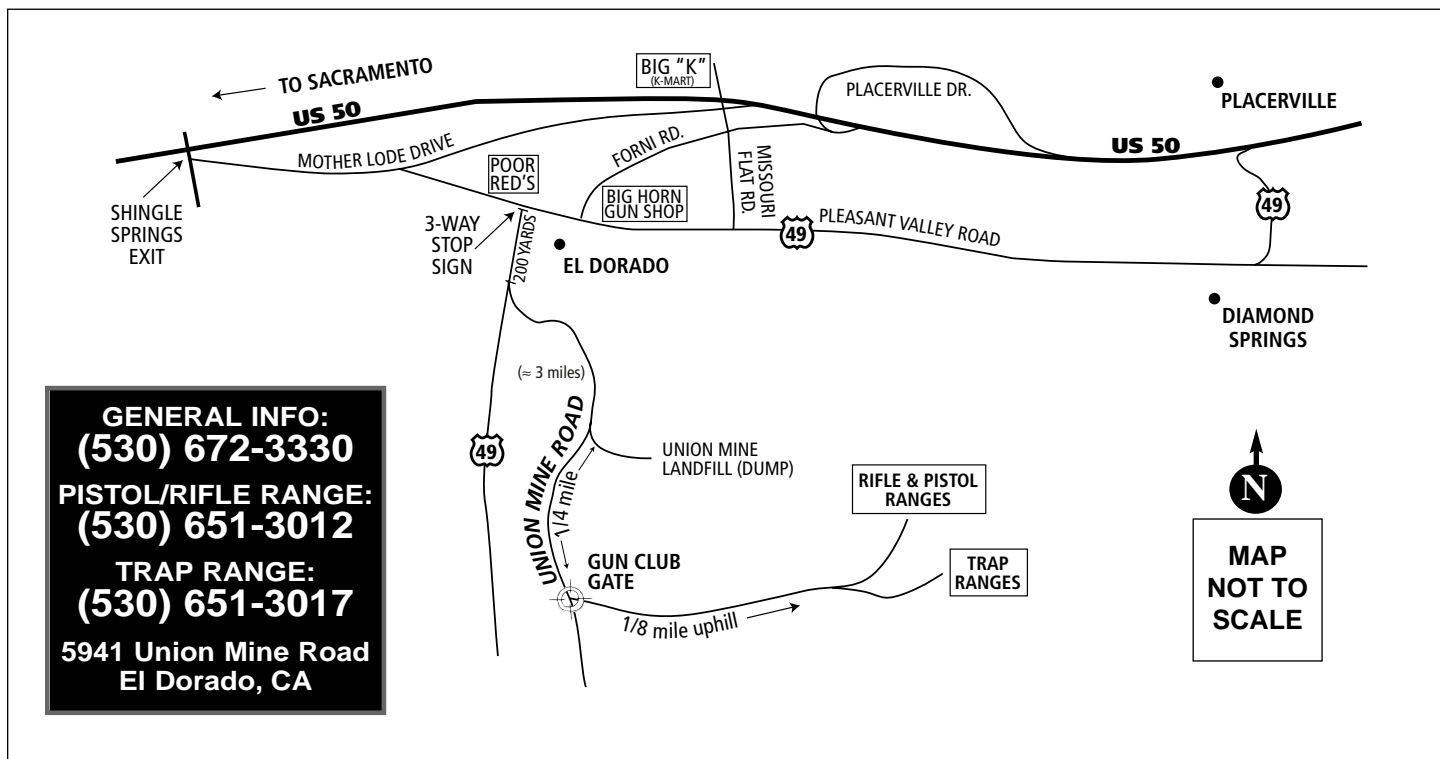 TO SACRAMENTO
US 50
BIG "K"
(K-MART)
PLACERVILLE DR.
PLACERVILLE
MOTHER LODE DRIVE
FORNI RD.
US 50
POOR
RED'S
MISSOURI
FLAT RD.
BIG HORN
GUN SHOP
SHINGLE
SPRINGS
EXIT
3-WAY
STOP
SIGN
200 YARDS
EL DORADO
49
PLEASANT VALLEY ROAD
49
DIAMOND
SPRINGS
(≈ 3 miles)
UNION MINE ROAD
49
1/4 mile
UNION MINE
LANDFILL (DUMP)
RIFLE & PISTOL
RANGES
GUN CLUB
GATE
TRAP
RANGES
1/8 mile uphill
N
MAP
NOT TO
SCALE
GENERAL INFO:
(530) 672-3330
PISTOL/RIFLE RANGE:
(530) 651-3012
TRAP RANGE:
(530) 651-3017
5941 Union Mine Road
El Dorado, CA